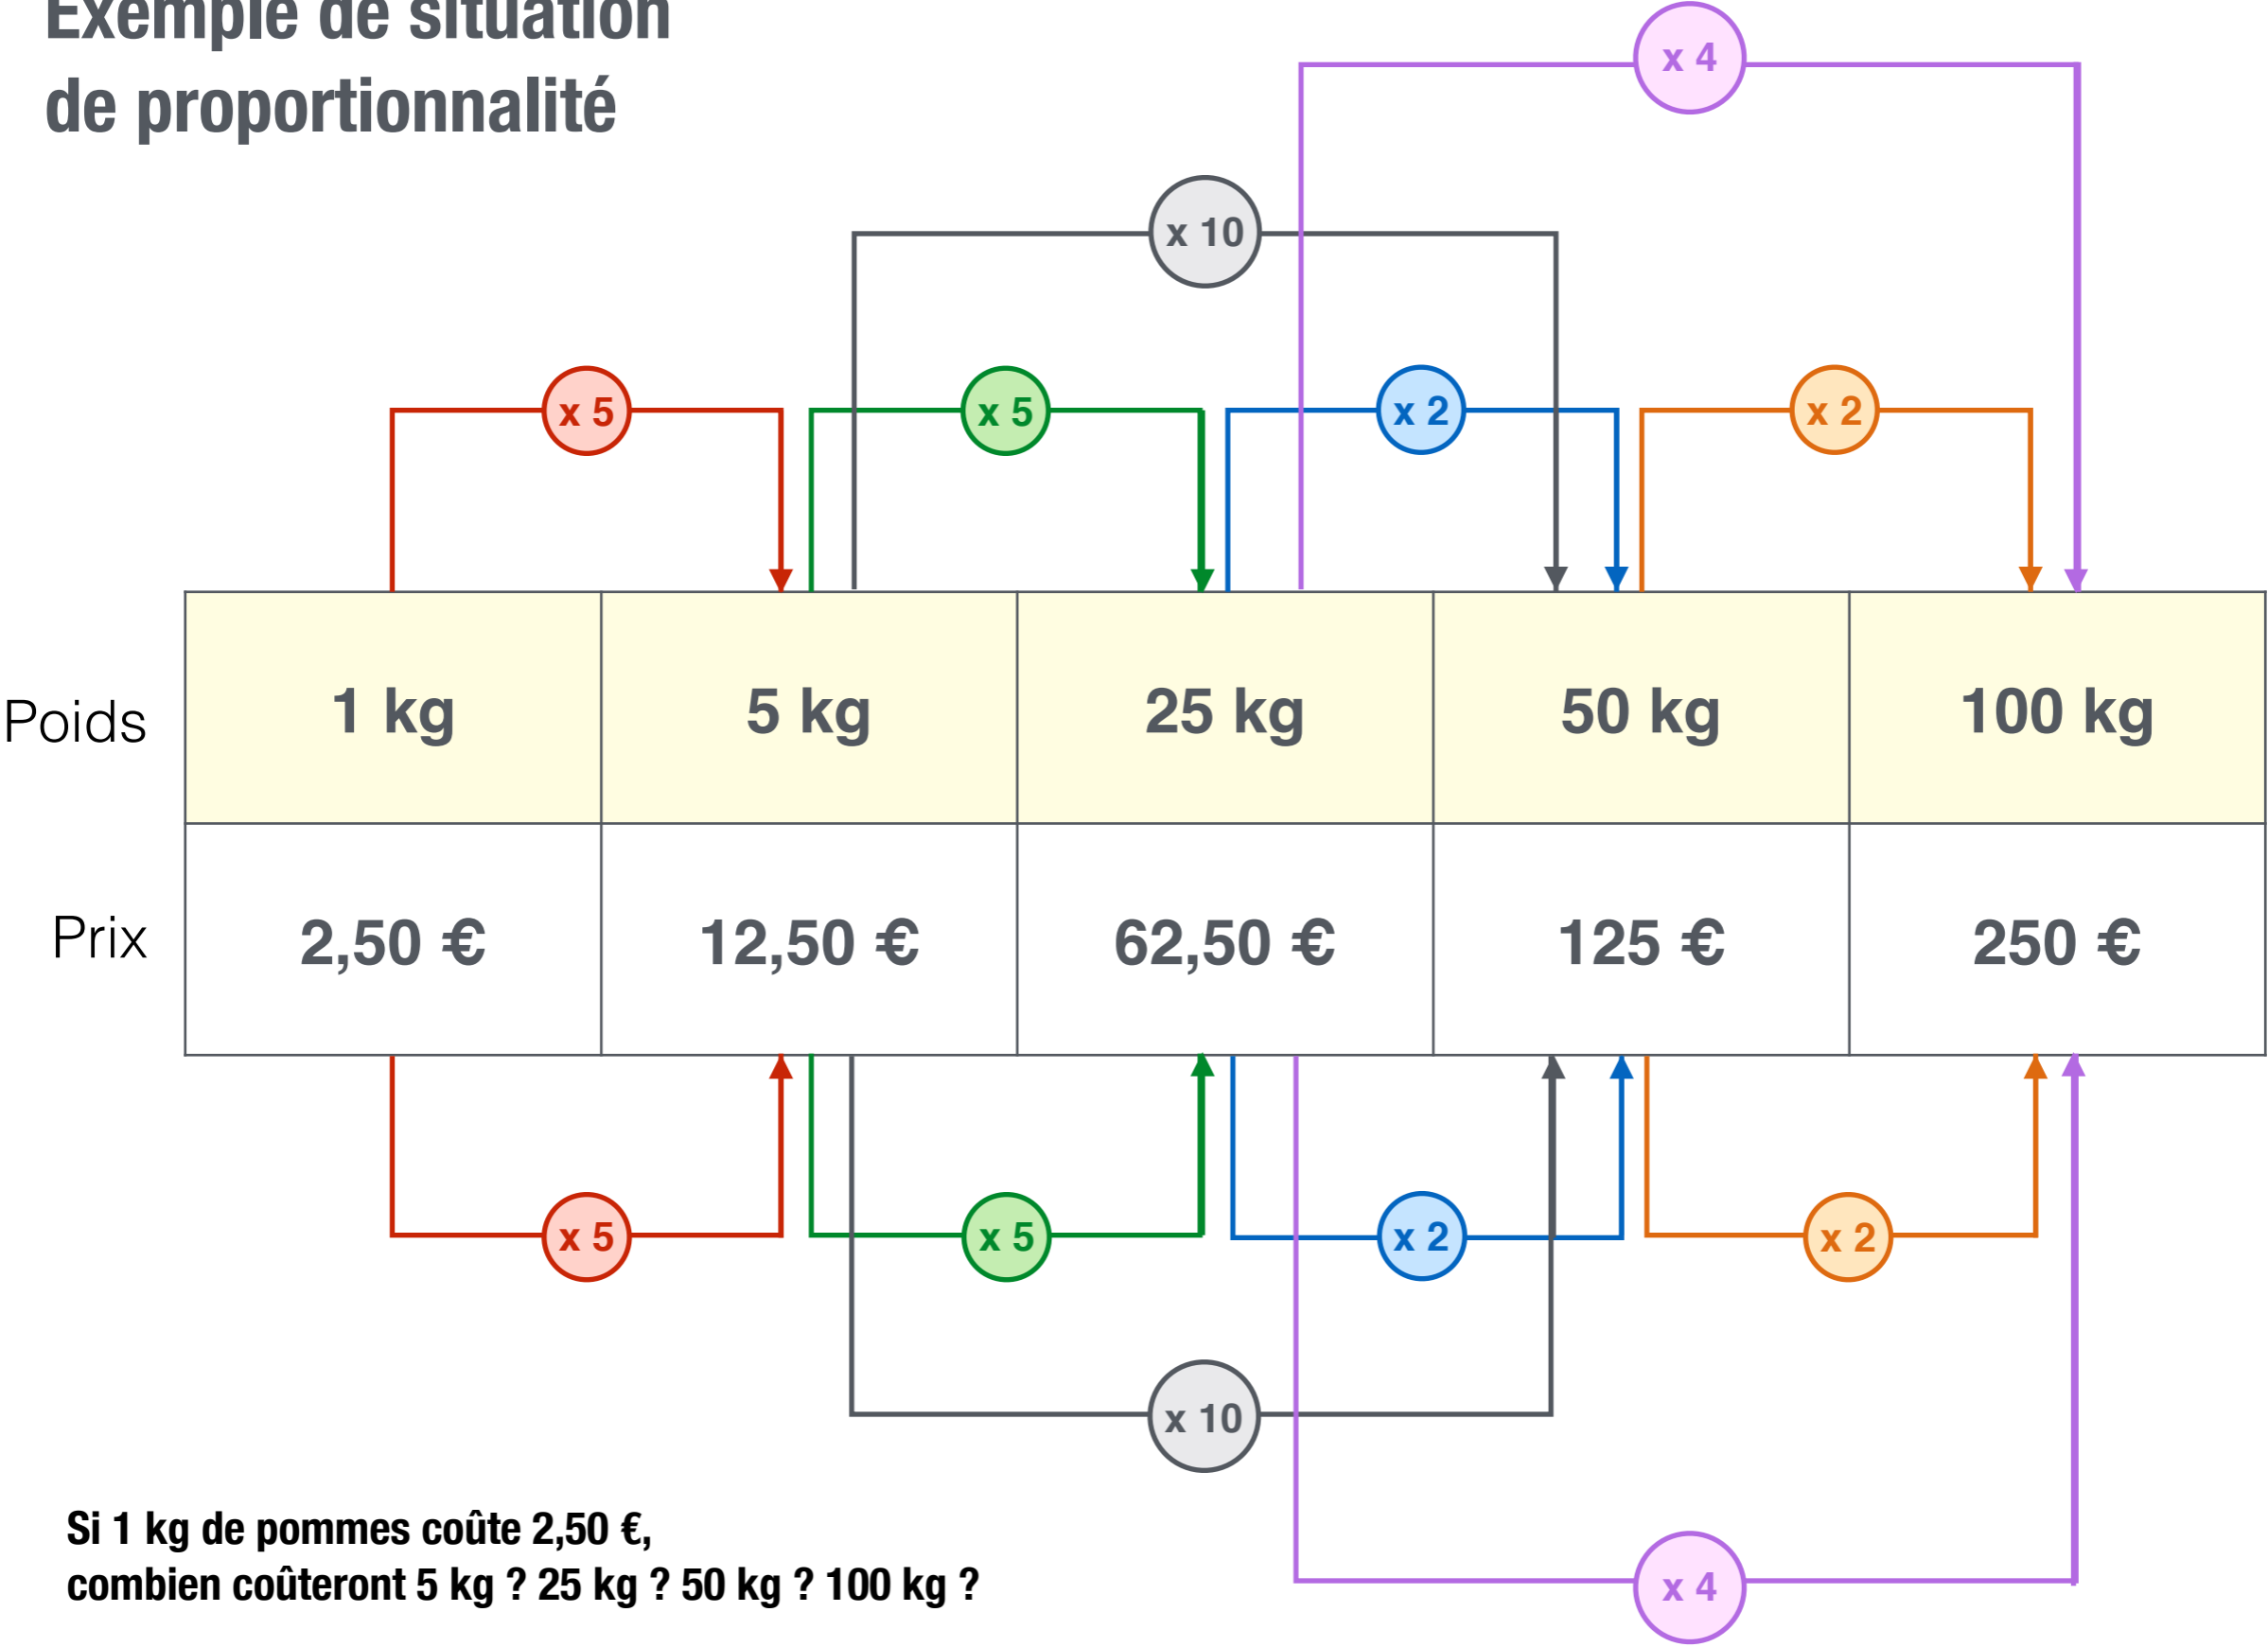 Exemple de situation
de proportionnalité
x 4
x 10
x 5
x 5
x 2
x 2
Poids
1 kg
5 kg
25 kg
50 kg
100 kg
Prix
2,50 €
12,50 €
62,50 €
125 €
250 €
x 5
x 5
x 2
x 2
x 10
x 4
Si 1 kg de pommes coûte 2,50 €,
combien coûteront 5 kg ? 25 kg ? 50 kg ? 100 kg ?